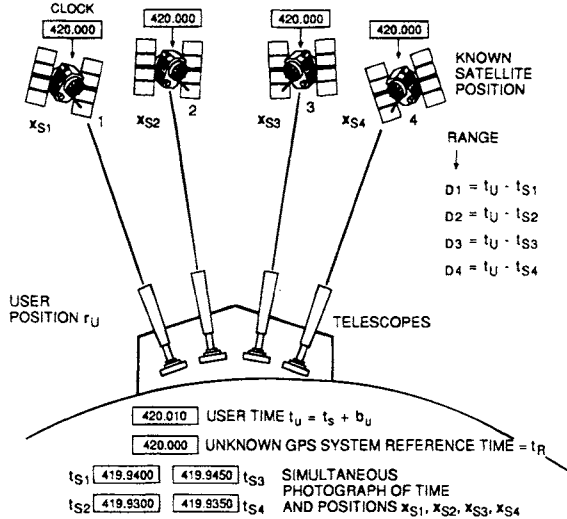 CLOCK
420.000
420.000
420.000
420.000
KNOWN
SATELLITE
POSITION
1
2
3
4
xS1
xS2
xS3
xS4
RANGE
D1 = tU - tS1
D2 = tU - tS2
D3 = tU - tS3
D4 = tU - tS4
USER
POSITION rU
TELESCOPES
420.010 USER TIME tu = ts + bu
420.000 UNKNOWN GPS SYSTEM REFERENCE TIME = tR
tS1 419.9400 419.9450 tS3 SIMULTANEOUS
PHOTOGRAPH OF TIME
tS2 419.9300 419.9350 tS4 AND POSITIONS xS1, xS2, xS3, xS4